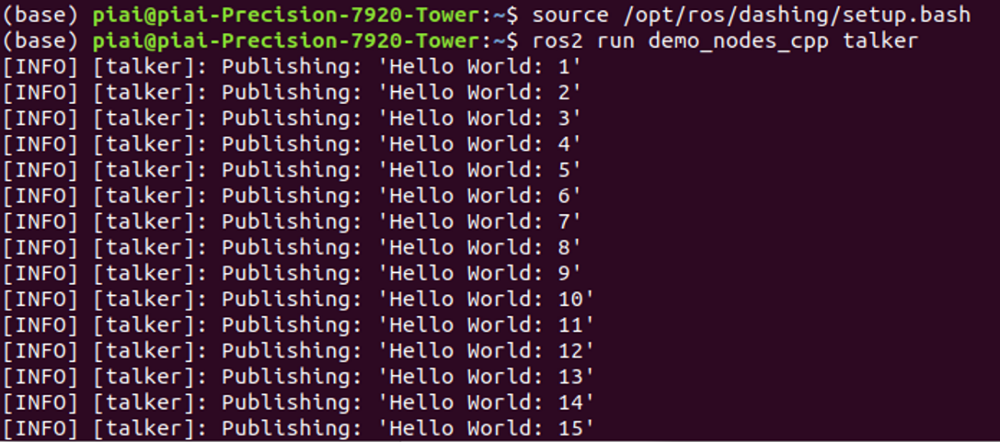 (base) piai@piai-Precision-7920-Tower:~$ source /opt/ros/dashing/setup.bash
(base) piai@piai-Precision-7920-Tower:~$ ros2 run demo_nodes_cpp talker
[INFO] [talker]: Publishing: 'Hello World: 1'
[INFO] [talker]: Publishing: 'Hello World: 2'
[INFO] [talker]: Publishing: 'Hello World: 3'
[INFO] [talker]: Publishing: 'Hello World: 4'
[INFO] [talker]: Publishing: 'Hello World: 5'
[INFO] [talker]: Publishing: 'Hello World: 6'
[INFO] [talker]: Publishing: 'Hello World: 7'
[INFO] [talker]: Publishing: 'Hello World: 8'
[INFO] [talker]: Publishing: 'Hello World: 9'
[INFO] [talker]: Publishing: 'Hello World: 10'
[INFO] [talker]: Publishing: 'Hello World: 11'
[INFO] [talker]: Publishing: 'Hello World: 12'
[INFO] [talker]: Publishing: 'Hello World: 13'
[INFO] [talker]: Publishing: 'Hello World: 14'
[INFO] [talker]: Publishing: 'Hello World: 15'